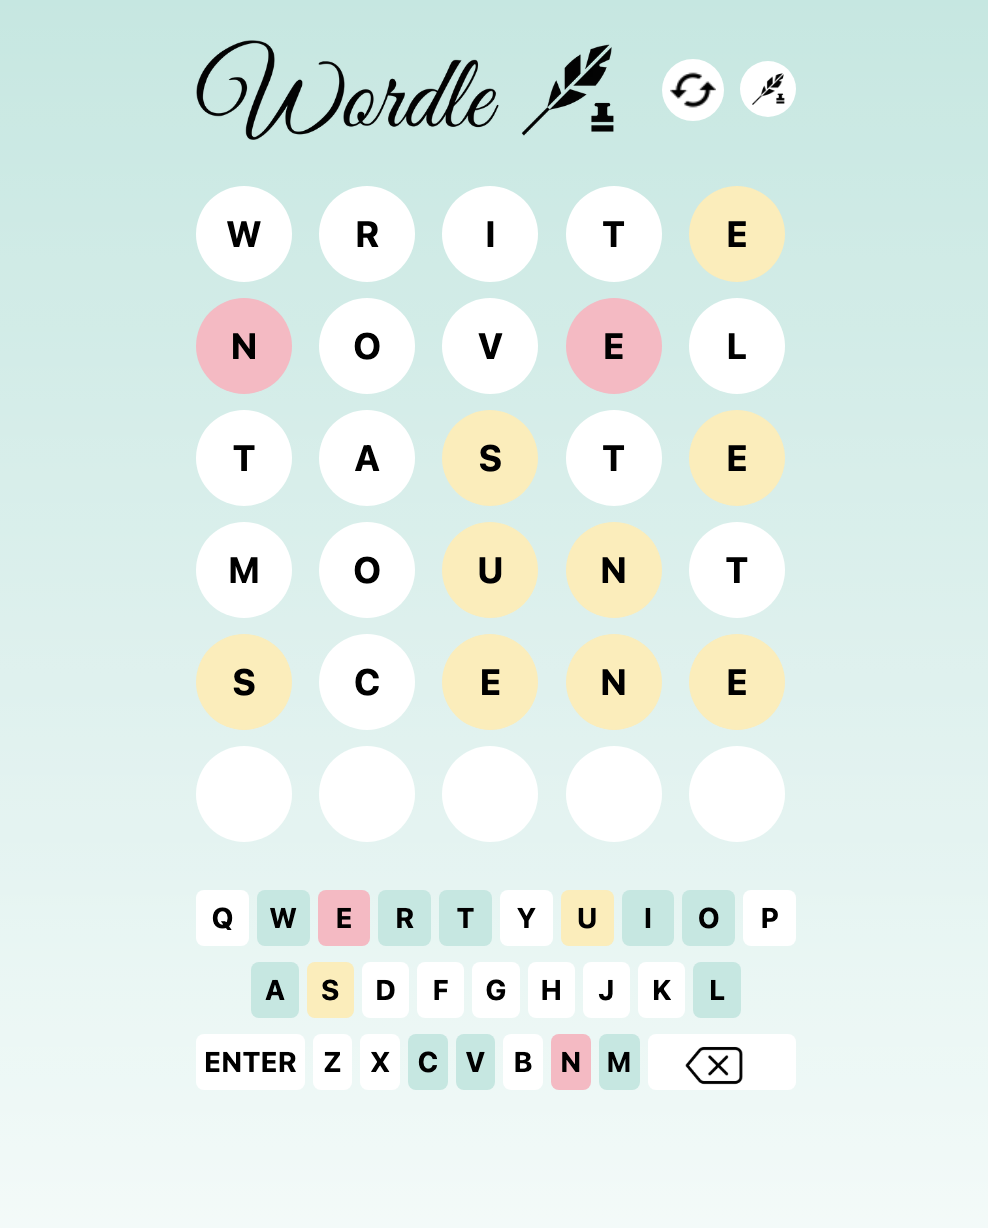 Wordle
W R I T E
N O V E L
T A S T E
M O U N T
S C E N E
Q W E R T Y U I O P
A S D F G H J K L
ENTER Z X C V B N M